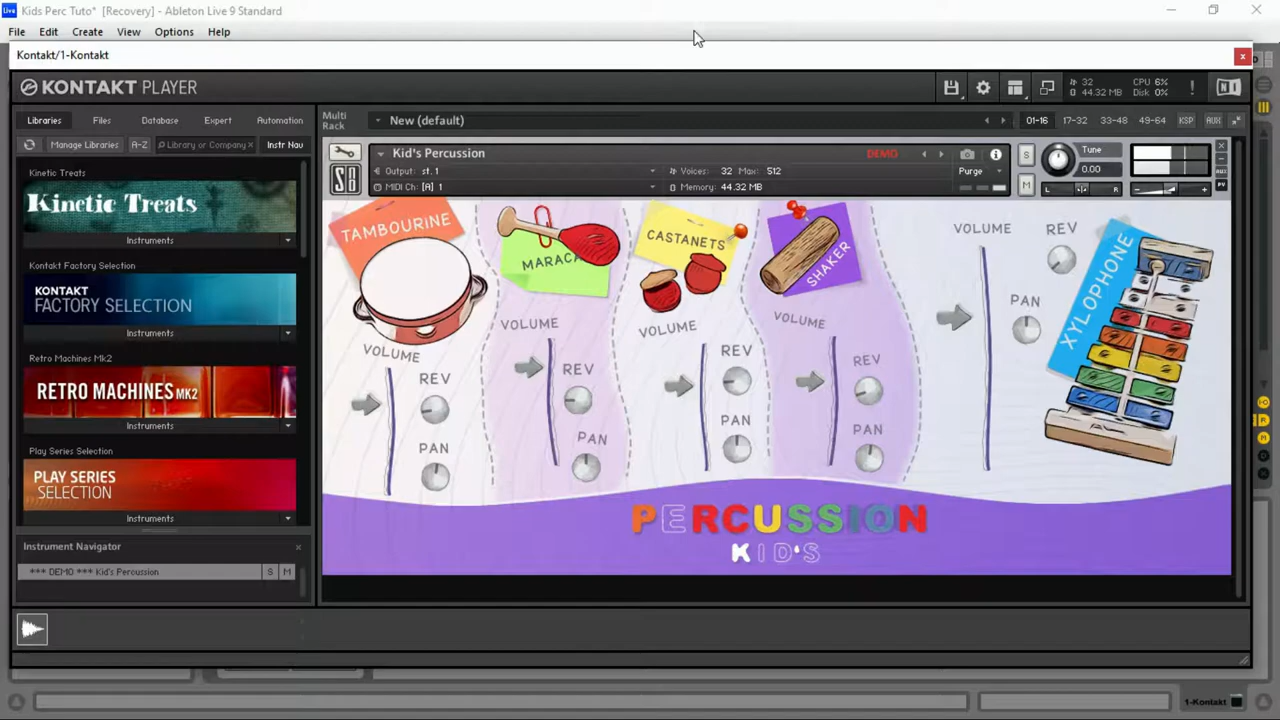 Kids Perc Tuto* [Recovery] - Ableton Live 9 Standard
File Edit Create View Options Help
Kontakt/1-Kontakt
KONTAKT PLAYER
32
44.32 MB
CPU 6%
Disk 0%
Libraries Files Database Expert Automation
Manage Libraries A-Z Library or Company Instr Nav
Multi
Rack
New (default)
01-16 17-32 33-48 49-64 KSP AUX
Kinetic Treats
Kinetic Treats
Instruments
Kontakt Factory Selection
KONTAKT
FACTORY SELECTION
Instruments
Retro Machines Mk2
RETRO MACHINES MK2
Instruments
Play Series Selection
PLAY SERIES
SELECTION
Instruments
Instrument Navigator
*** DEMO *** Kid's Percussion S M
Kid's Percussion
DEMO
Output: st. 1
Voices: 32 Max: 512
Purge
MIDI Ch: [A] 1
Memory: 44.32 MB
S
M
Tune
0.00
L R
AUX
PV
TAMBOURINE
VOLUME
REV
PAN
MARACA
VOLUME
REV
PAN
CASTANETS
VOLUME
REV
PAN
SHAKER
VOLUME
REV
PAN
VOLUME
REV
PAN
XYLOPHONE
PERCUSSION
KID'S
1-Kontakt